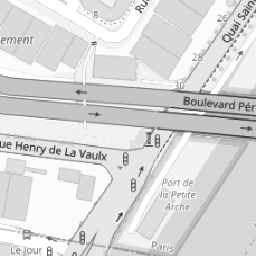 Ru
Quai Sain
ement
30
28
26
Boulevard Pér
ue Henry de La Vaulx
Port de
la Petite
Arche
Le Jour
Paris